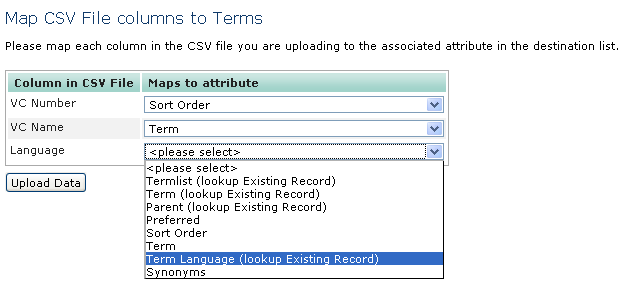 Map CSV File columns to Terms
Please map each column in the CSV file you are uploading to the associated attribute in the destination list.
Column in CSV File Maps to attribute
VC Number Sort Order
VC Name Term
Language <please select>
<please select>
Termlist (lookup Existing Record)
Term (lookup Existing Record)
Parent (lookup Existing Record)
Preferred
Sort Order
Term
Term Language (lookup Existing Record)
Synonyms
Upload Data